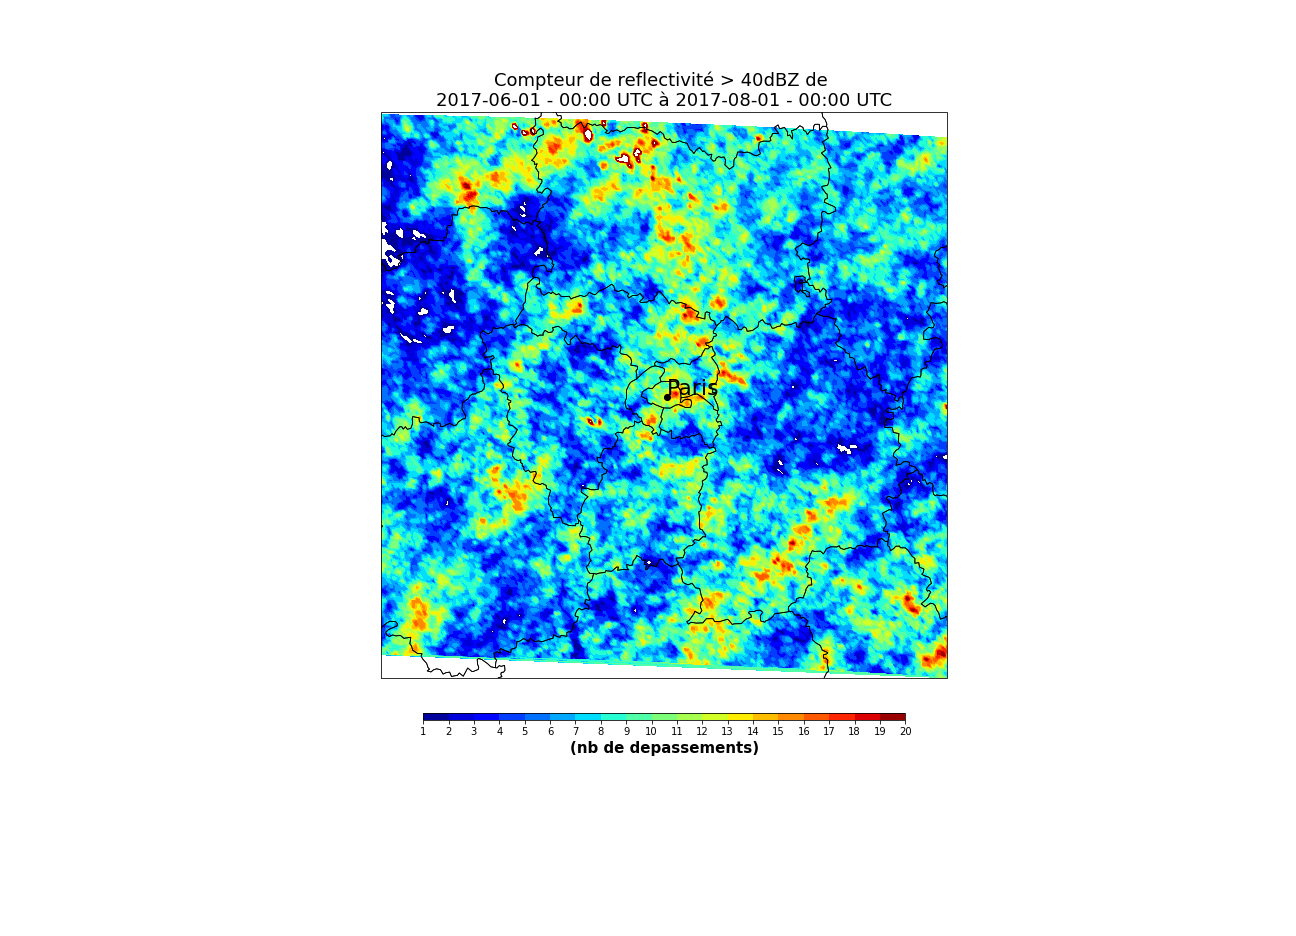 Compteur de reflectivité > 40dBZ de
2017-06-01 - 00:00 UTC à 2017-08-01 - 00:00 UTC
Paris
1 2 3 4 5 6 7 8 9 10 11 12 13 14 15 16 17 18 19 20
(nb de depassements)